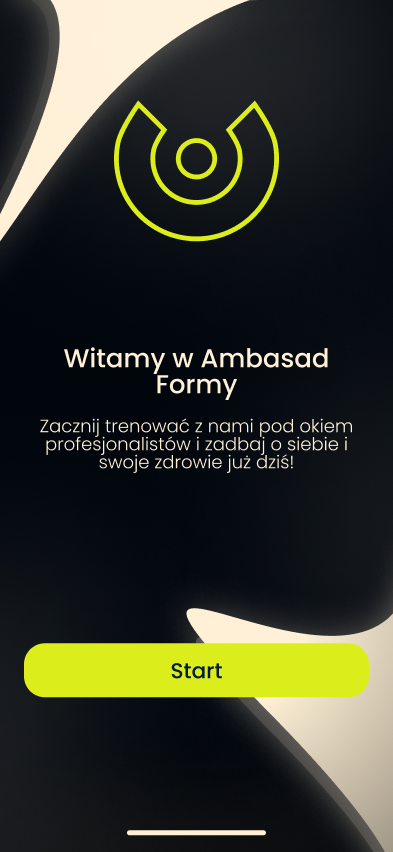 Witamy w Ambasad
Formy
Zacznij trenować z nami pod okiem
profesjonalistów i zadbaj o siebie i
swoje zdrowie już dziś!
Start